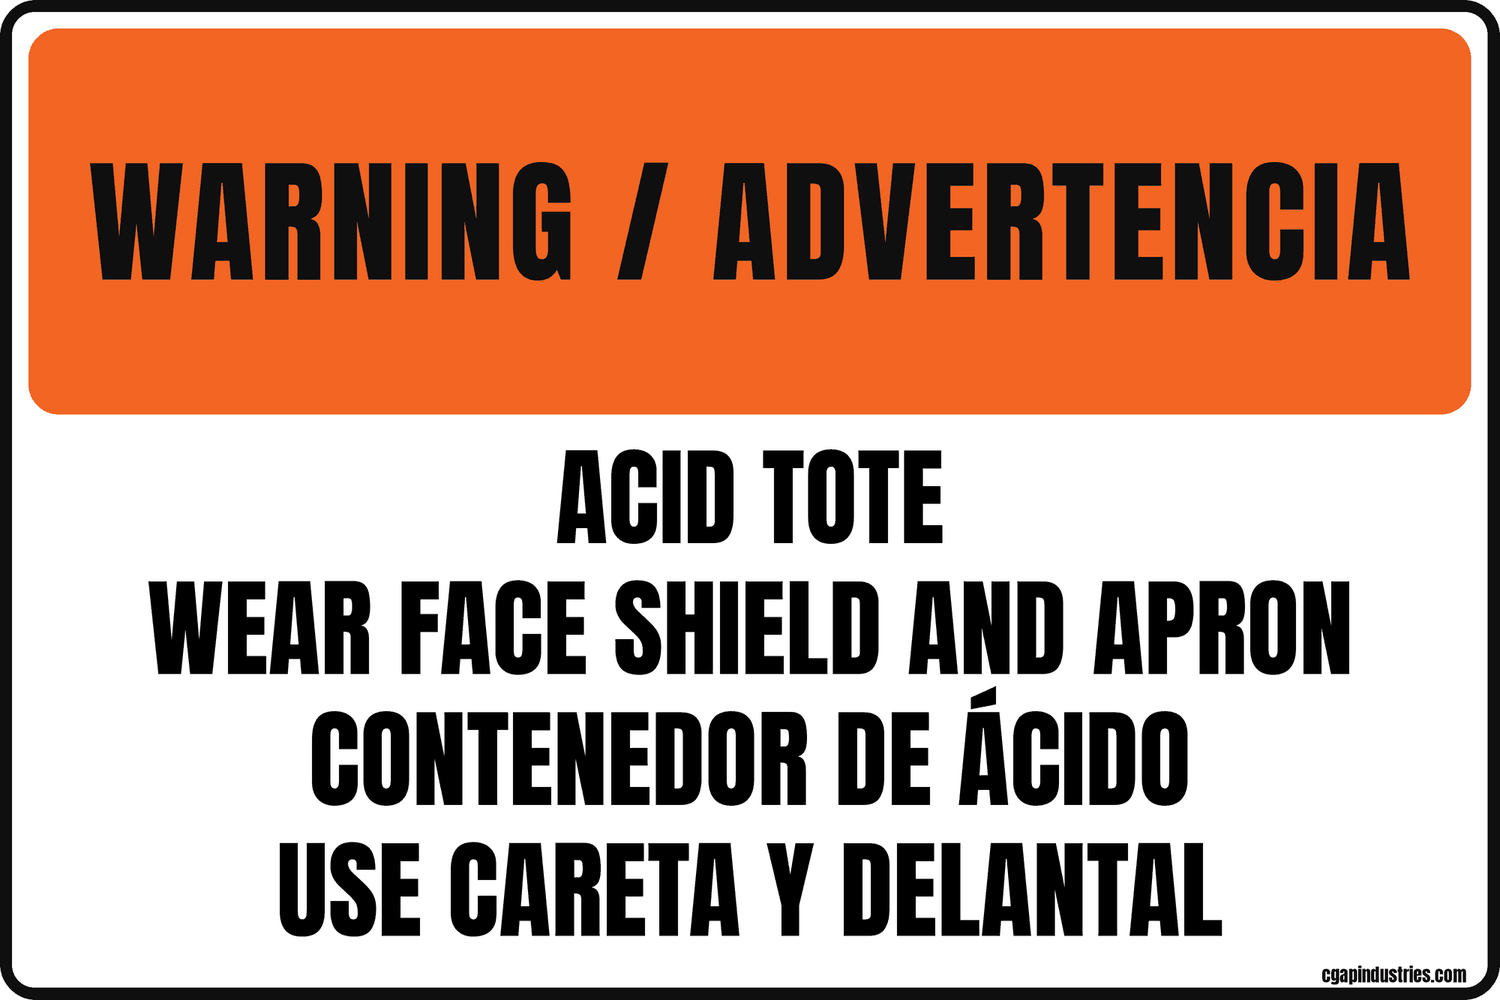 WARNING / ADVERTENCIA
ACID TOTE
WEAR FACE SHIELD AND APRON
CONTENEDOR DE ÁCIDO
USE CARETA Y DELANTAL
cgapindustries.com